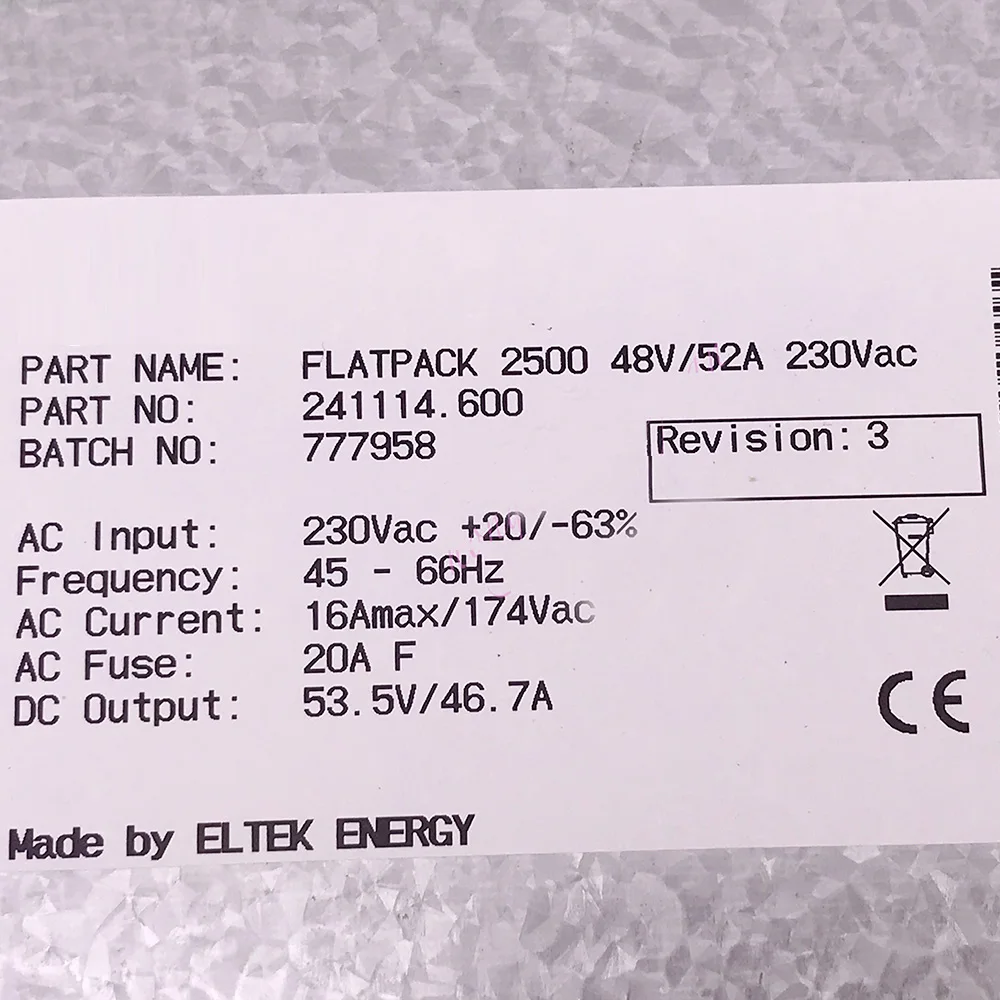 PART NAME: FLATPACK 2500 48V/52A 230Vac
PART NO: 241114.600
BATCH NO: 777958
Revision: 3
AC Input: 230Vac +20/-63%
Frequency: 45 - 66Hz
AC Current: 16Amax/174Vac
AC Fuse: 20A F
DC Output: 53.5V/46.7A
CE
Made by ELTEK ENERGY